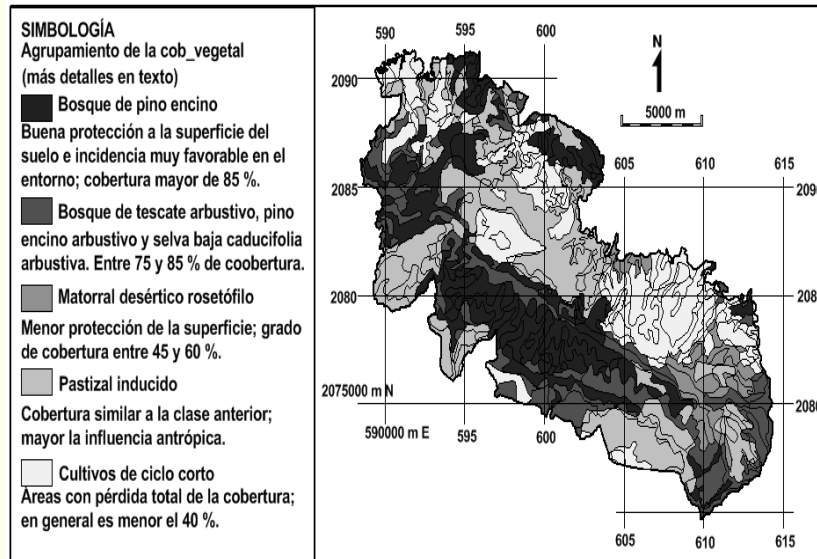 SIMBOLOGÍA
Agrupamiento de la cob_vegetal
(más detalles en texto)
Bosque de pino encino
Buena protección a la superficie del
suelo e incidencia muy favorable en el
entorno; cobertura mayor de 85 %.
Bosque de tescate arbustivo, pino
encino arbustivo y selva baja caducifolia
arbustiva. Entre 75 y 85 % de coobertura.
Matorral desértico rosetófilo
Menor protección de la superficie; grado
de cobertura entre 45 y 60 %.
Pastizal inducido
Cobertura similar a la clase anterior;
mayor la influencia antrópica.
Cultivos de ciclo corto
Áreas con pérdida total de la cobertura;
en general es menor el 40 %.
590 595 600
N
5000 m
2090
605 610 615
2085 2090
2080 208
2075000 m N 2080
590000 m E 595 600
605 610 615